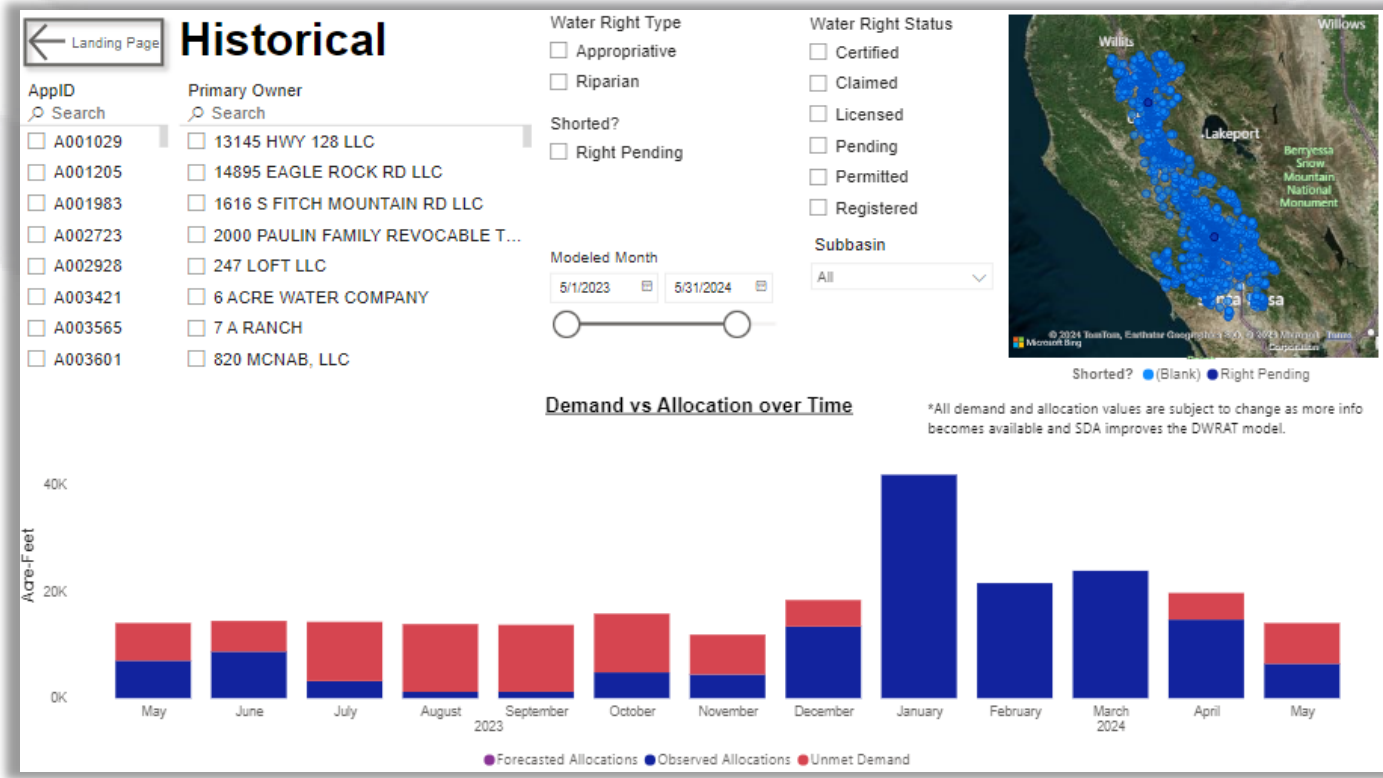 Landing Page
Historical
AppID
Search
A001029
A001205
A001983
A002723
A002928
A003421
A003565
A003601
Primary Owner
Search
13145 HWY 128 LLC
14895 EAGLE ROCK RD LLC
1616 S FITCH MOUNTAIN RD LLC
2000 PAULIN FAMILY REVOCABLE T...
247 LOFT LLC
6 ACRE WATER COMPANY
7 A RANCH
820 MCNAB, LLC
Water Right Type
Appropriative
Riparian
Shorted?
Right Pending
Modeled Month
5/1/2023
5/31/2024
Water Right Status
Certified
Claimed
Licensed
Pending
Permitted
Registered
Subbasin
All
Willits
Willows
Lakeport
Berryessa
Snow
Mountain
National
Monument
© 2024 TomTom, Earthstar
Microsoft Bing
Corporation
Terms
Shorted? (Blank) Right Pending
Demand vs Allocation over Time
*All demand and allocation values are subject to change as more info
becomes available and SDA improves the DWRAT model.
Acre-Feet
40K
20K
0K
May June July August September October November December January February March April May
2023 2024
Forecasted Allocations Observed Allocations Unmet Demand